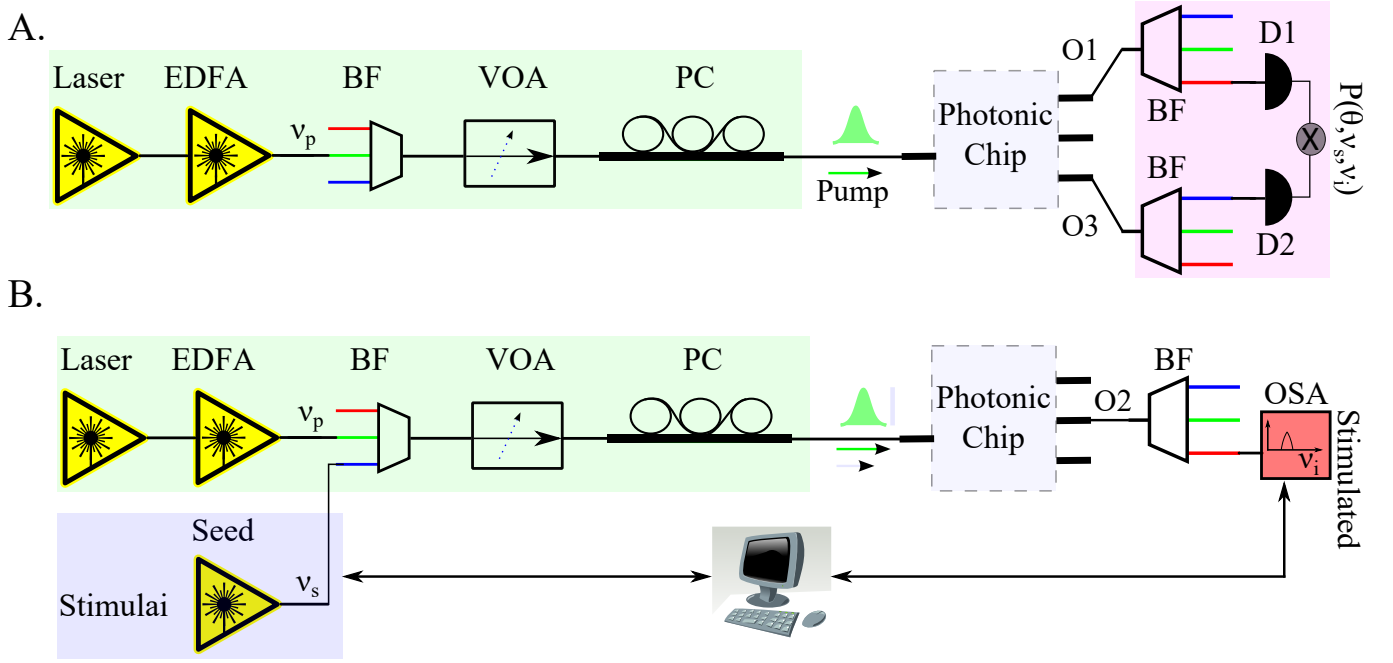 A.
Laser EDFA BF VOA PC
νp
Pump
Photonic
Chip
O1
O3
BF
BF
D1
D2
X
P(θ,νs,νi)
B.
Laser EDFA BF VOA PC
νp
Photonic
Chip
O2
BF
OSA
νi
Stimulated
Seed
νs
Stimulai